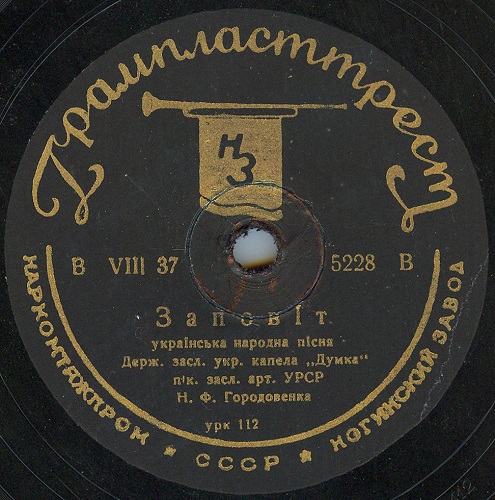 Грампласттрест
НЗ
В VIII 37 5228 В
Заповіт
українська народна пісня
Держ. засл. укр. капела „Думка“
п/к. засл. арт. УРСР
Н. Ф. Городовенка
урк 112
НАРКОМТЯЖПРОМ ★ СССР ★ НОГИНСКИЙ ЗАВОД